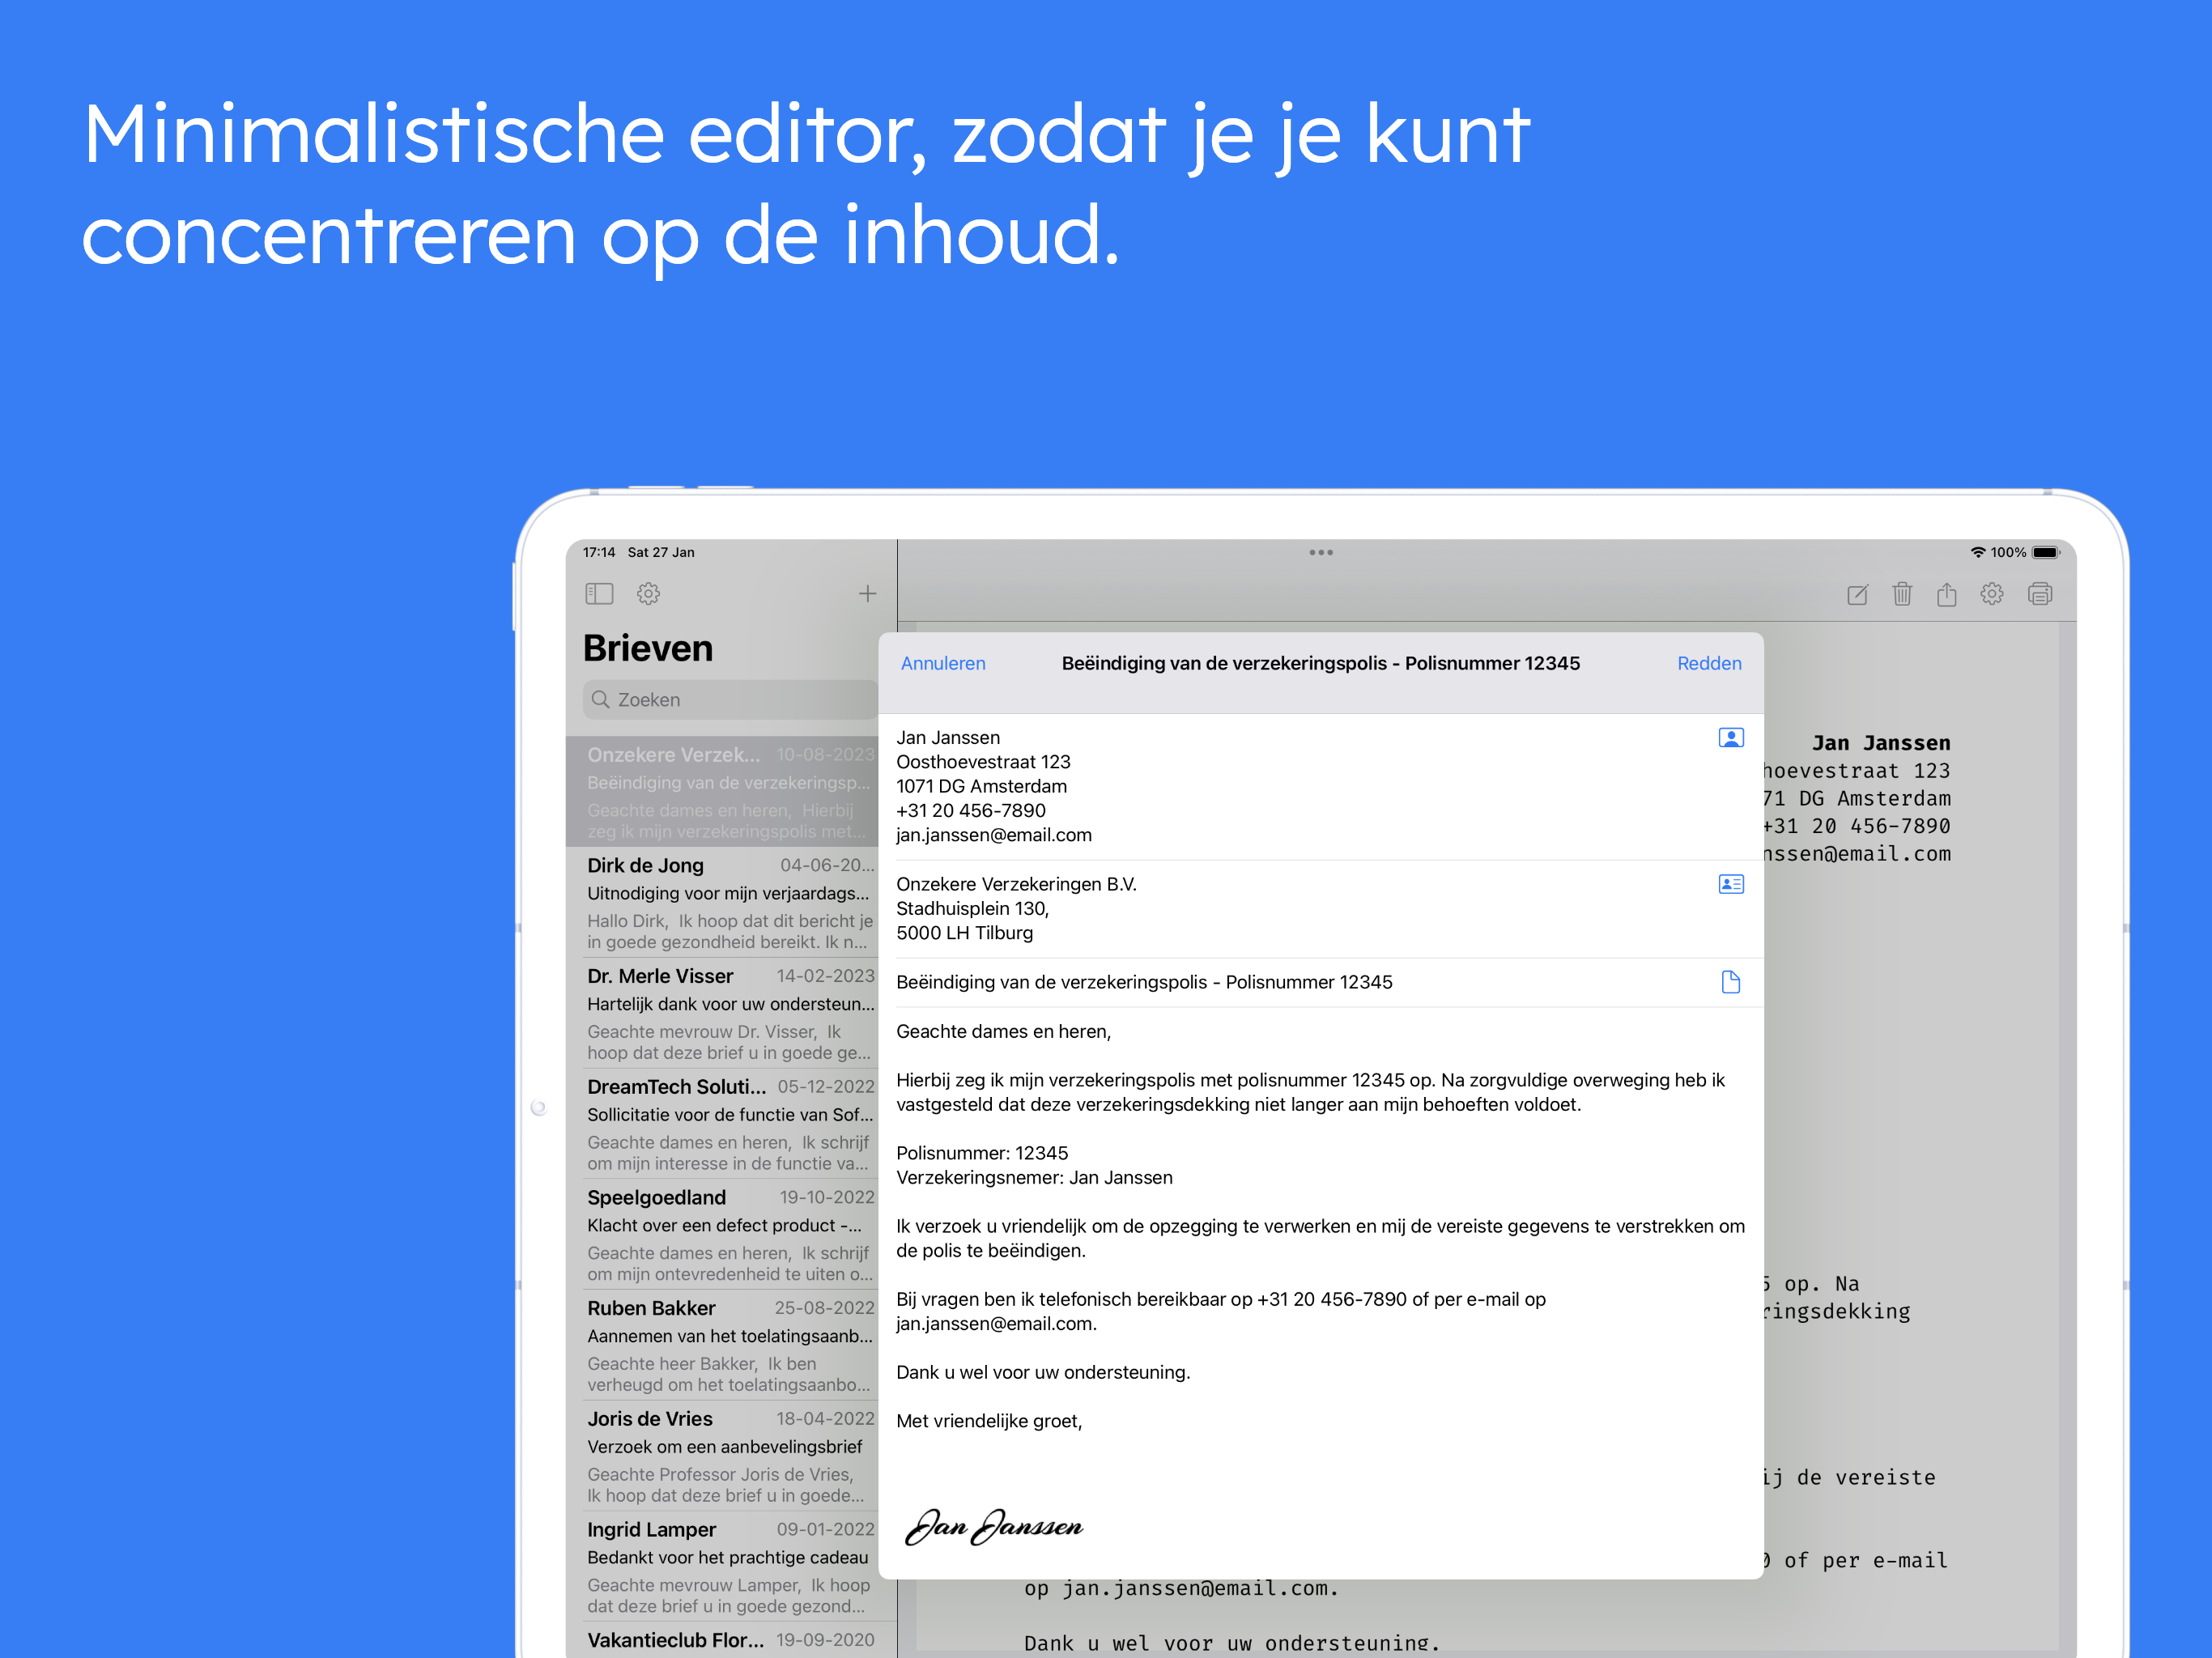 Minimalistische editor, zodat je je kunt
concentreren op de inhoud.
17:14 Sat 27 Jan
100%
Brieven
Zoeken
Onzekere Verzek... 10-08-2023
Beëindiging van de verzekeringsp...
Geachte dames en heren, Hierbij
zeg ik mijn verzekeringspolis met...
Dirk de Jong 04-06-20...
Uitnodiging voor mijn verjaardags...
Hallo Dirk, Ik hoop dat dit bericht je
in goede gezondheid bereikt. Ik n...
Dr. Merle Visser 14-02-2023
Hartelijk dank voor uw ondersteun...
Geachte mevrouw Dr. Visser, Ik
hoop dat deze brief u in goede ge...
DreamTech Soluti... 05-12-2022
Sollicitatie voor de functie van Sof...
Geachte dames en heren, Ik schrijf
om mijn interesse in de functie va...
Speelgoedland 19-10-2022
Klacht over een defect product -...
Geachte dames en heren, Ik schrijf
om mijn ontevredenheid te uiten o...
Ruben Bakker 25-08-2022
Aannemen van het toelatingsaanb...
Geachte heer Bakker, Ik ben
verheugd om het toelatingsaanbo...
Joris de Vries 18-04-2022
Verzoek om een aanbevelingsbrief
Geachte Professor Joris de Vries,
Ik hoop dat deze brief u in goede...
Ingrid Lamper 09-01-2022
Bedankt voor het prachtige cadeau
Geachte mevrouw Lamper, Ik hoop
dat deze brief u in goede gezond...
Vakantieclub Flor... 19-09-2020
Annuleren Beëindiging van de verzekeringspolis - Polisnummer 12345 Redden
Jan Janssen
Oosthoevestraat 123
1071 DG Amsterdam
+31 20 456-7890
jan.janssen@email.com
Onzekere Verzekeringen B.V.
Stadhuisplein 130,
5000 LH Tilburg
Beëindiging van de verzekeringspolis - Polisnummer 12345
Geachte dames en heren,
Hierbij zeg ik mijn verzekeringspolis met polisnummer 12345 op. Na zorgvuldige overweging heb ik
vastgesteld dat deze verzekeringsdekking niet langer aan mijn behoeften voldoet.
Polisnummer: 12345
Verzekeringsnemer: Jan Janssen
Ik verzoek u vriendelijk om de opzegging te verwerken en mij de vereiste gegevens te verstrekken om
de polis te beëindigen.
Bij vragen ben ik telefonisch bereikbaar op +31 20 456-7890 of per e-mail op
jan.janssen@email.com.
Dank u wel voor uw ondersteuning.
Met vriendelijke groet,
Jan Janssen
Jan Janssen
hoevestraat 123
71 DG Amsterdam
+31 20 456-7890
nssen@email.com
5 op. Na
ringsdekking
ij de vereiste
of per e-mail
op jan.janssen@email.com.
Dank u wel voor uw ondersteuning.